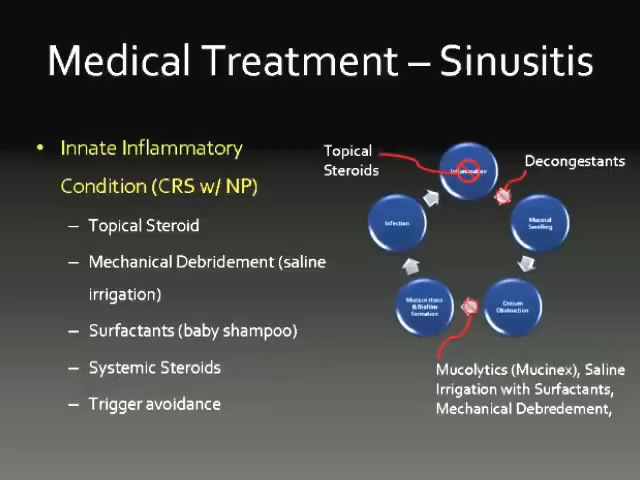 Medical Treatment – Sinusitis
• Innate Inflammatory
Condition (CRS w/ NP)
– Topical Steroid
– Mechanical Debridement (saline
irrigation)
– Surfactants (baby shampoo)
– Systemic Steroids
– Trigger avoidance
Topical
Steroids
Decongestants
Inflammation
Mucosal
Swelling
Ostium
Obstruction
Mucus stasis
& Biofilm
Formation
Infection
Mucolytics (Mucinex), Saline
Irrigation with Surfactants,
Mechanical Debredement,